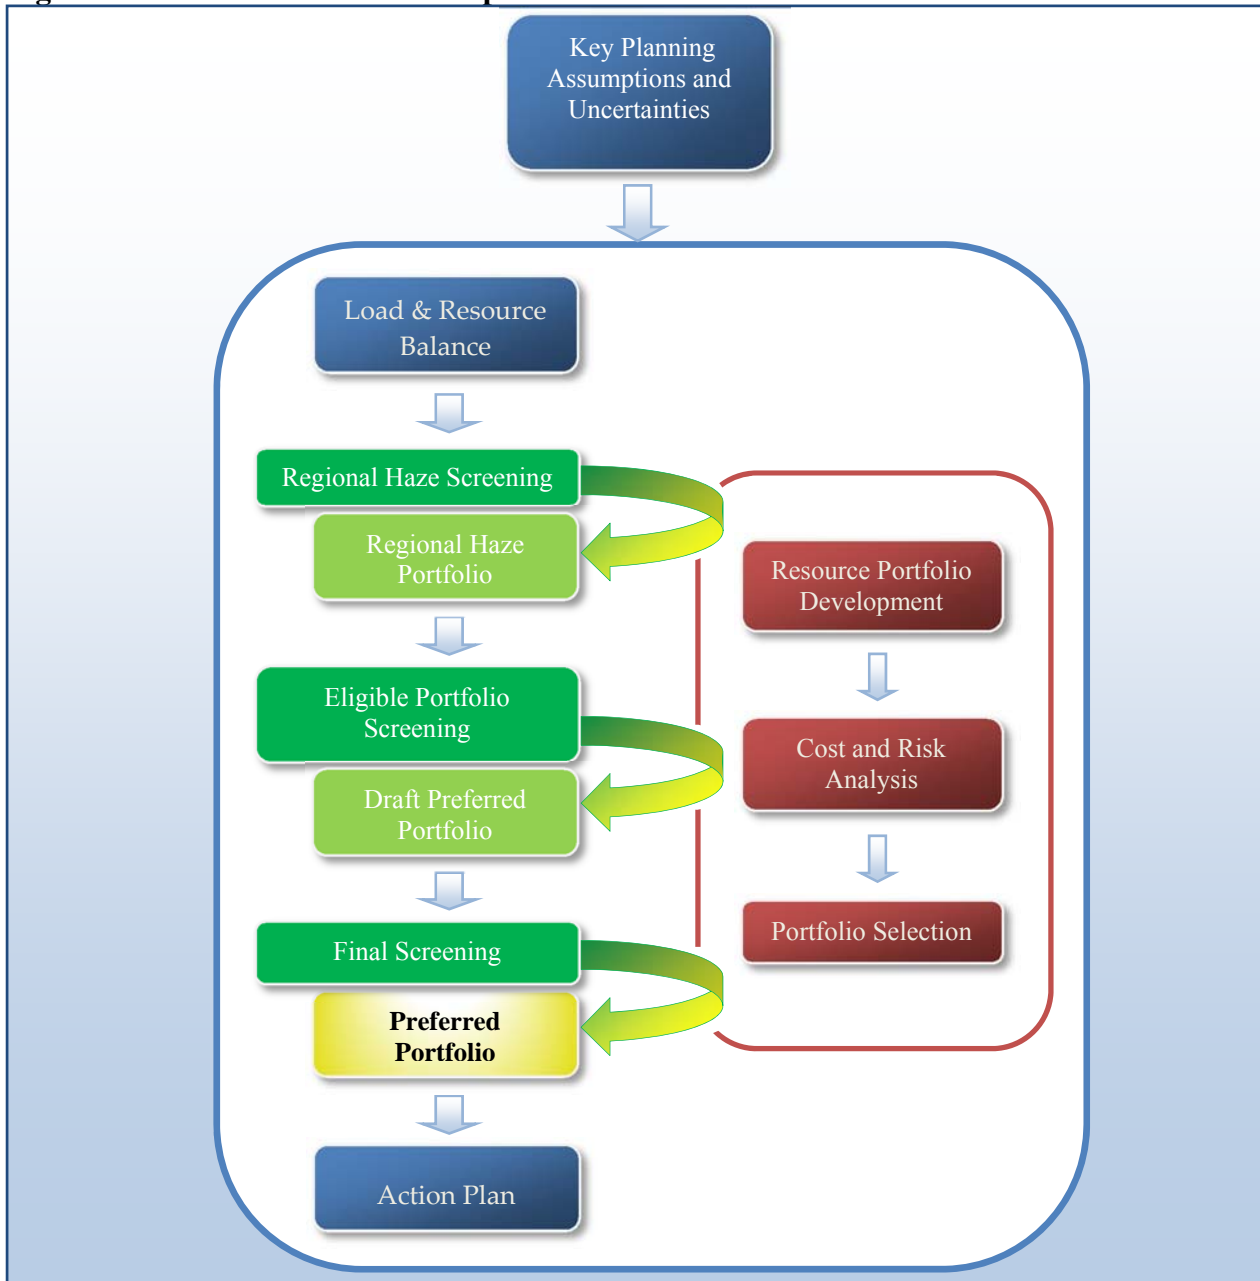 Key Planning
Assumptions and
Uncertainties
Load & Resource
Balance
Regional Haze Screening
Regional Haze
Portfolio
Eligible Portfolio
Screening
Draft Preferred
Portfolio
Final Screening
Preferred
Portfolio
Action Plan
Resource Portfolio
Development
Cost and Risk
Analysis
Portfolio Selection